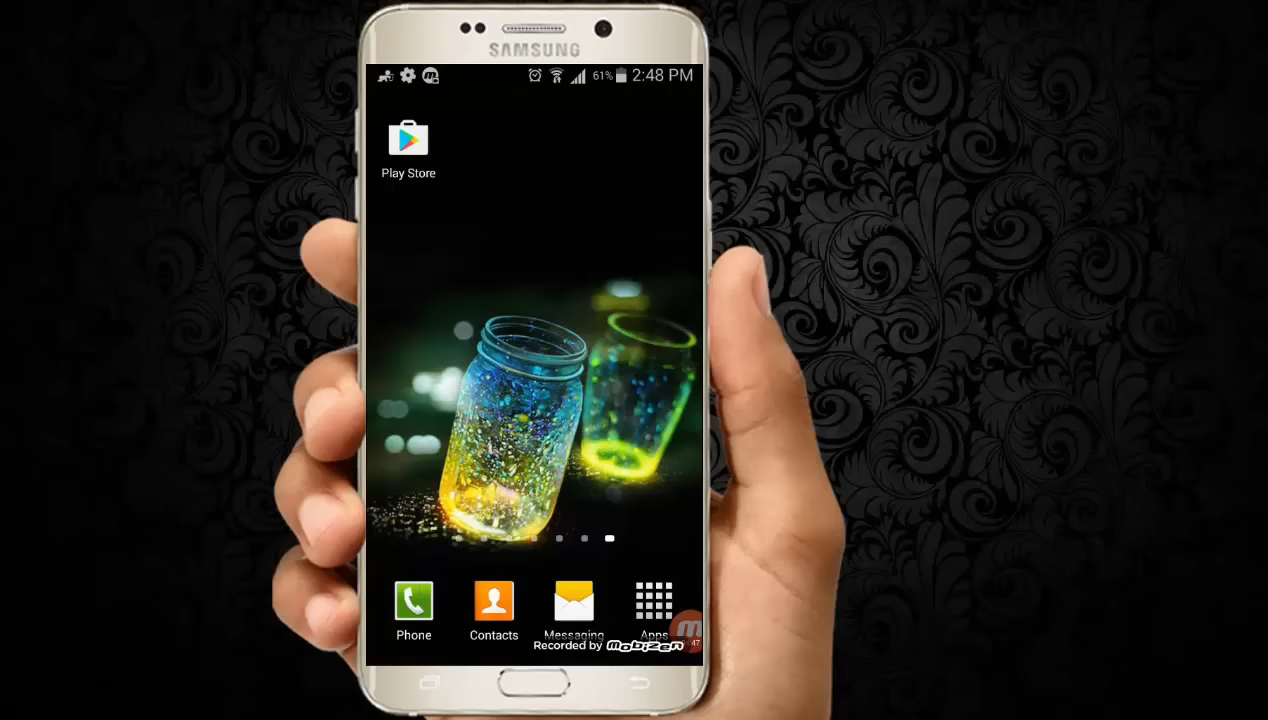 SAMSUNG
61% 2:48 PM
Play Store
Phone
Contacts
Messaging
Apps
Recorded by mobizen